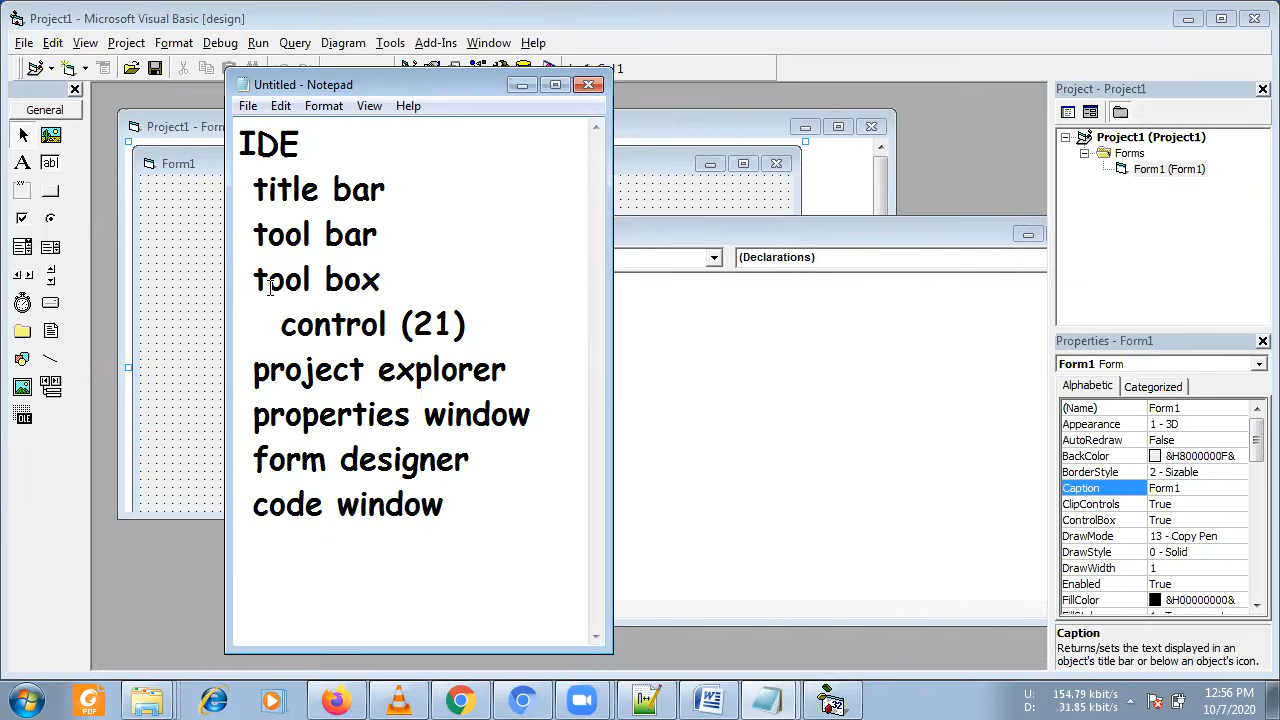 Project1 - Microsoft Visual Basic [design]
File Edit View Project Format Debug Run Query Diagram Tools Add-Ins Window Help
General
Project1 - Form
Form1
Untitled - Notepad
File Edit Format View Help
IDE
title bar
tool bar
tool box
control (21)
project explorer
properties window
form designer
code window
(Declarations)
Project - Project1
Project1 (Project1)
Forms
Form1 (Form1)
Properties - Form1
Form1 Form
Alphabetic Categorized
(Name) Form1
Appearance 1 - 3D
AutoRedraw False
BackColor &H8000000F&
BorderStyle 2 - Sizable
Caption Form1
ClipControls True
ControlBox True
DrawMode 13 - Copy Pen
DrawStyle 0 - Solid
DrawWidth 1
Enabled True
FillColor &H00000000&
Caption
Returns/sets the text displayed in an
object's title bar or below an object's icon.
U: 154.79 kbit/s
D: 31.85 kbit/s
12:56 PM
10/7/2020